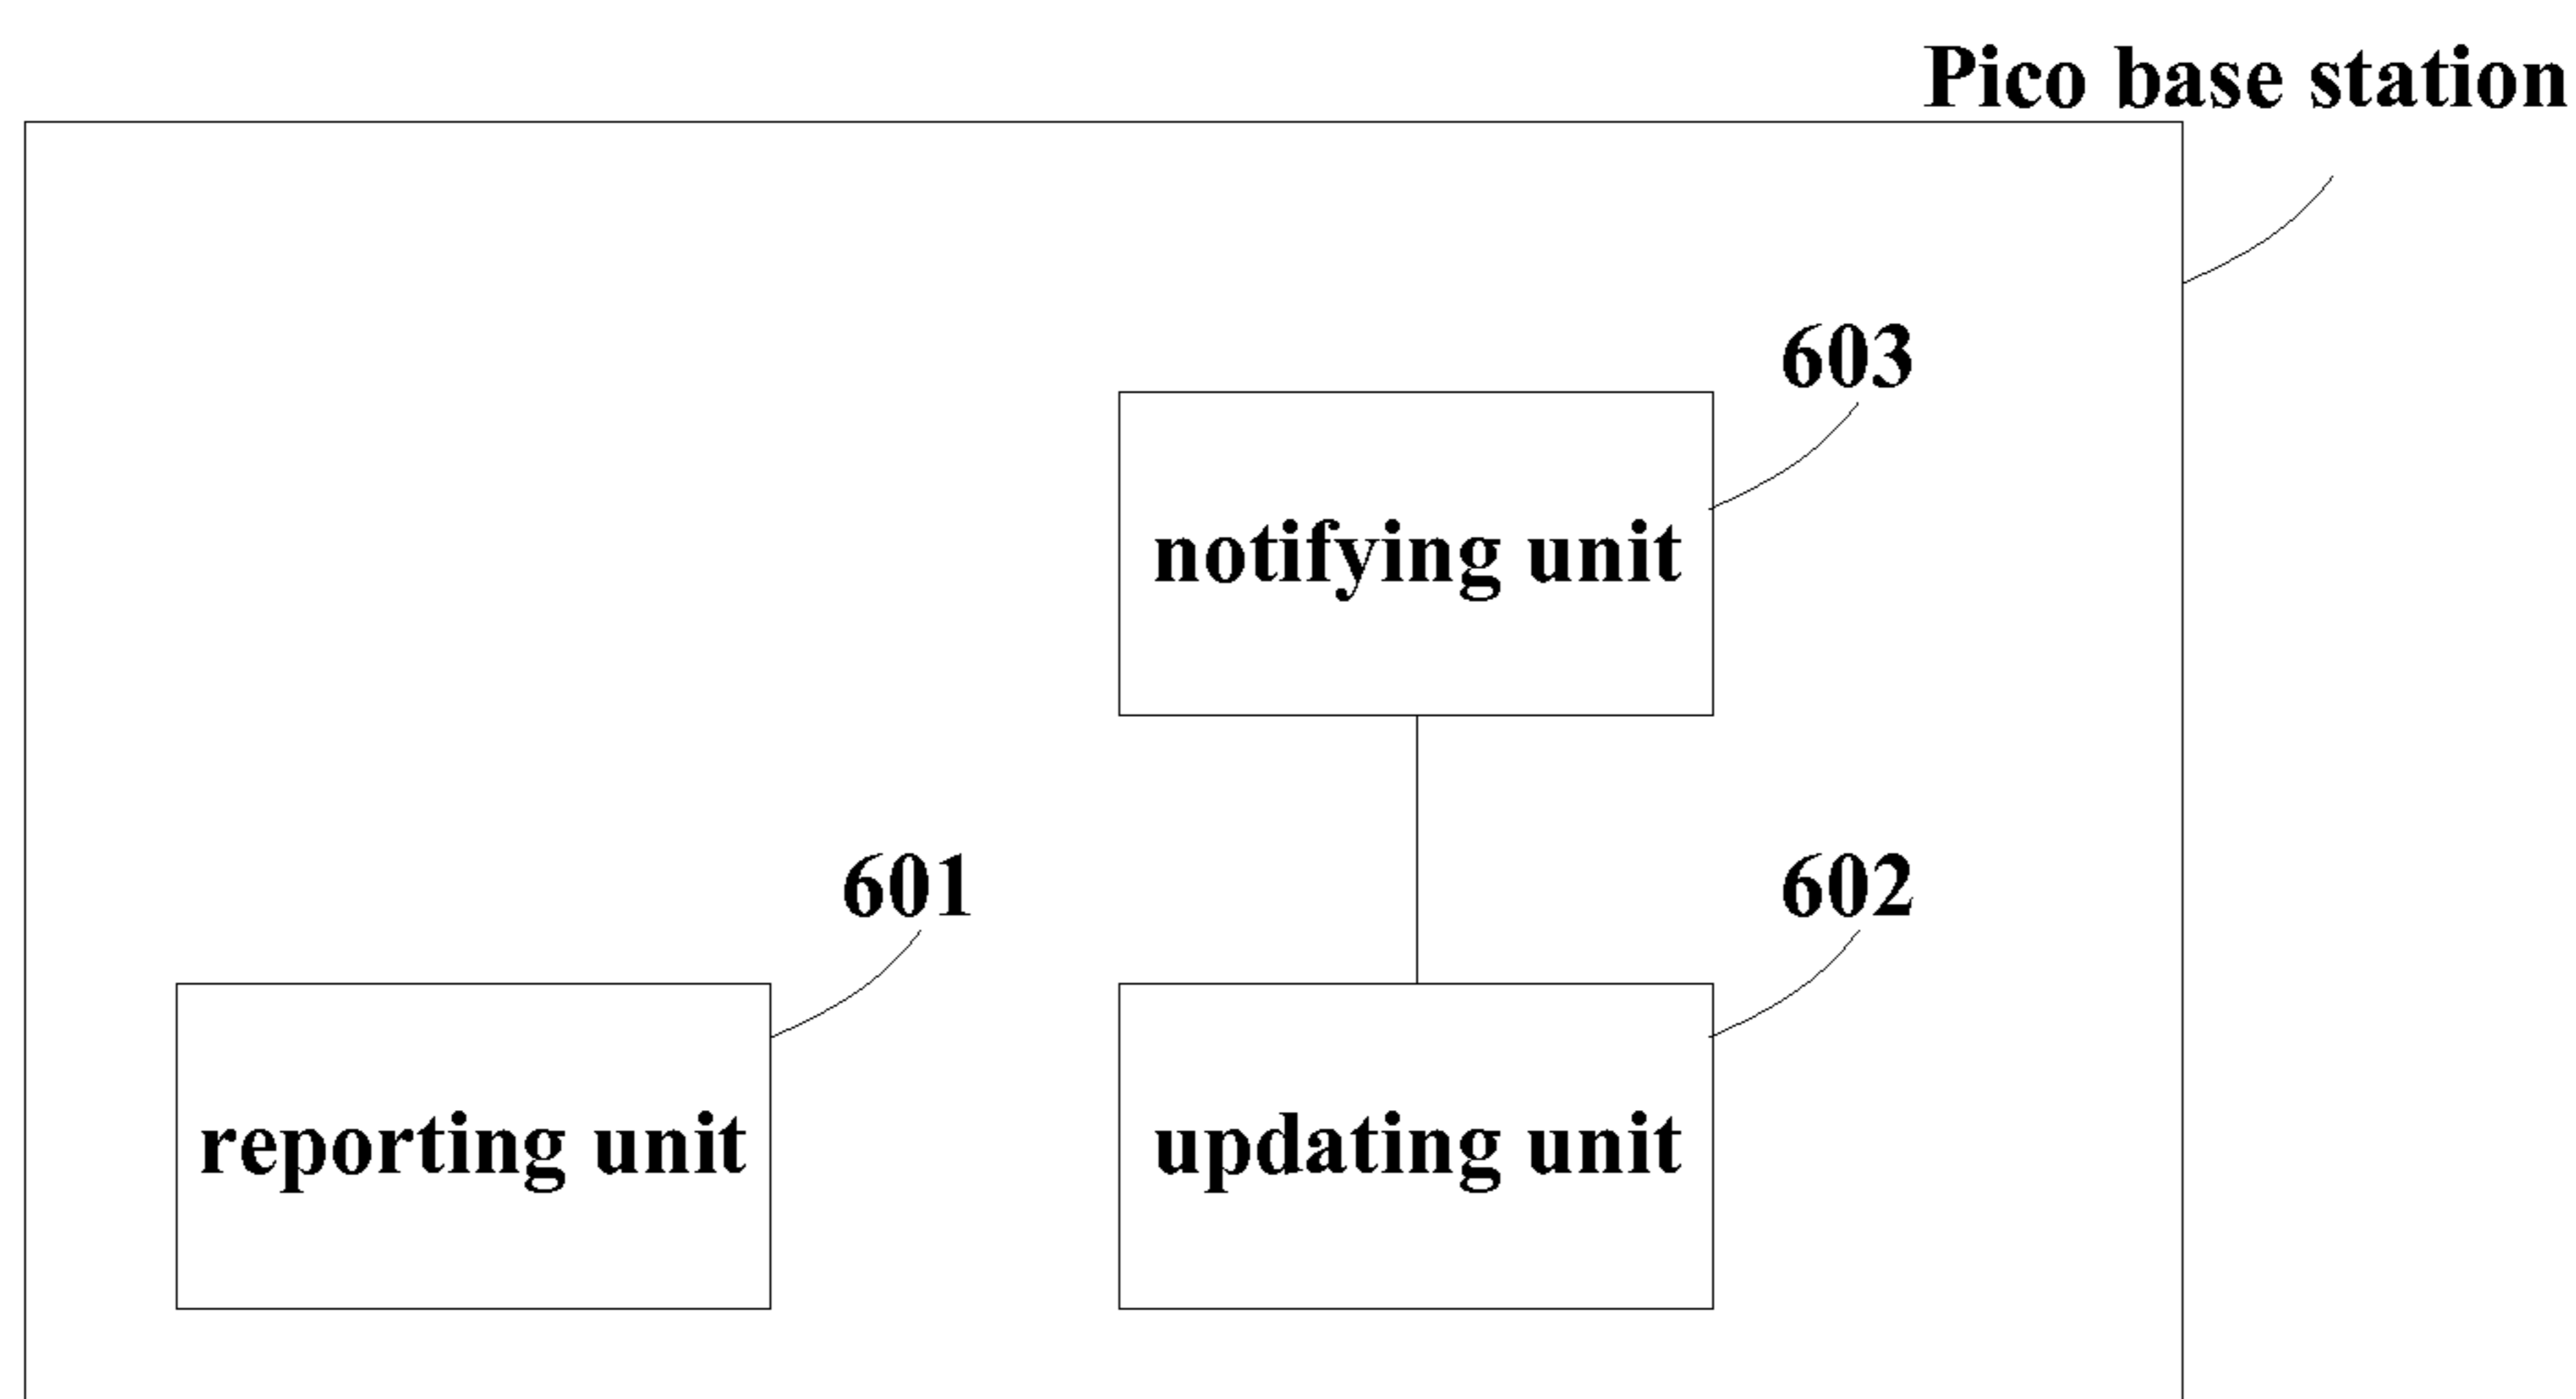 Pico base station
603
notifying unit
601
602
reporting unit
updating unit